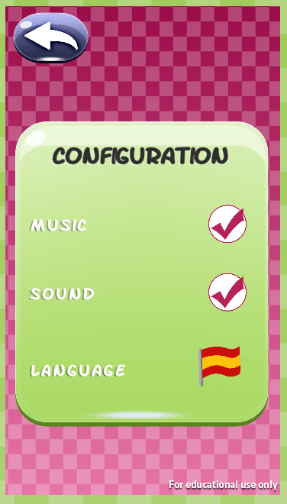 CONFIGURATION
MUSIC
SOUND
LANGUAGE
For educational use only